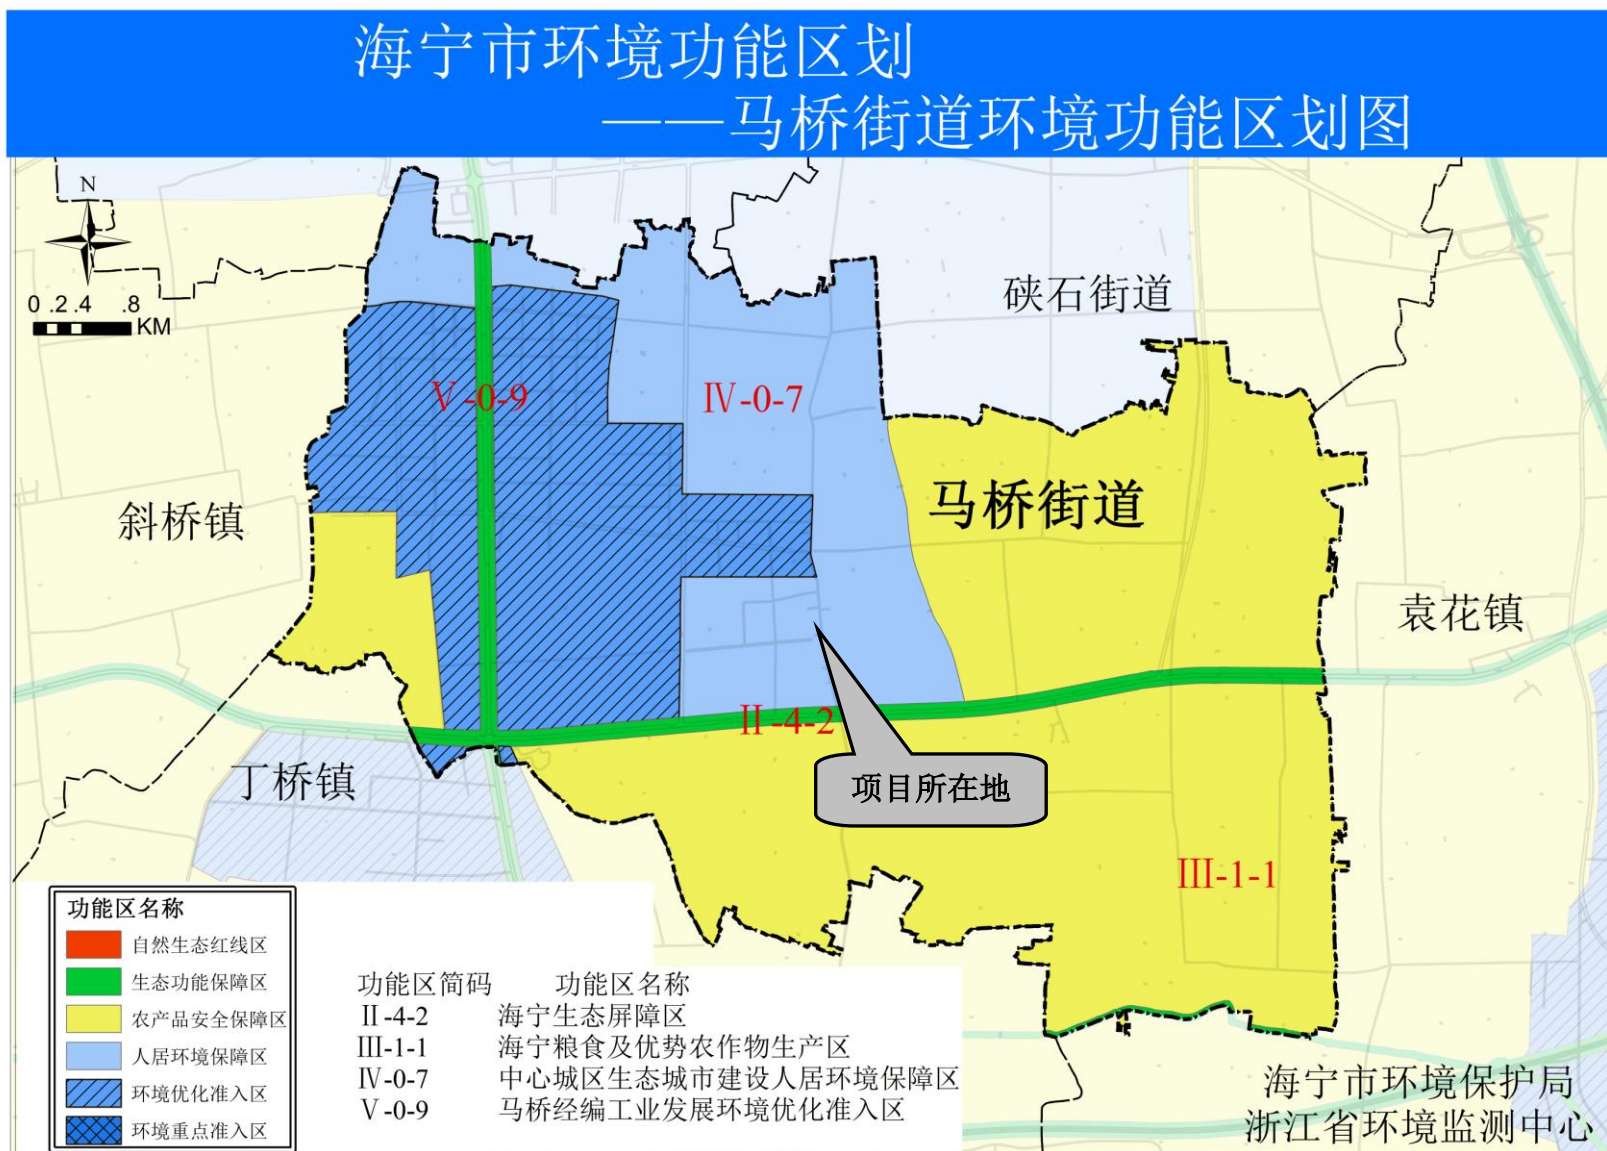 海宁市环境功能区划
——马桥街道环境功能区划图
N
0 .2 .4 .8
KM
硖石街道
Ⅴ-0-9
Ⅳ-0-7
马桥街道
斜桥镇
袁花镇
Ⅱ-4-2
丁桥镇
项目所在地
Ⅲ-1-1
功能区名称
自然生态红线区
生态功能保障区
农产品安全保障区
人居环境保障区
环境优化准入区
环境重点准入区
功能区简码 功能区名称
Ⅱ-4-2 海宁生态屏障区
Ⅲ-1-1 海宁粮食及优势农作物生产区
Ⅳ-0-7 中心城区生态城市建设人居环境保障区
Ⅴ-0-9 马桥经编工业发展环境优化准入区
海宁市环境保护局
浙江省环境监测中心